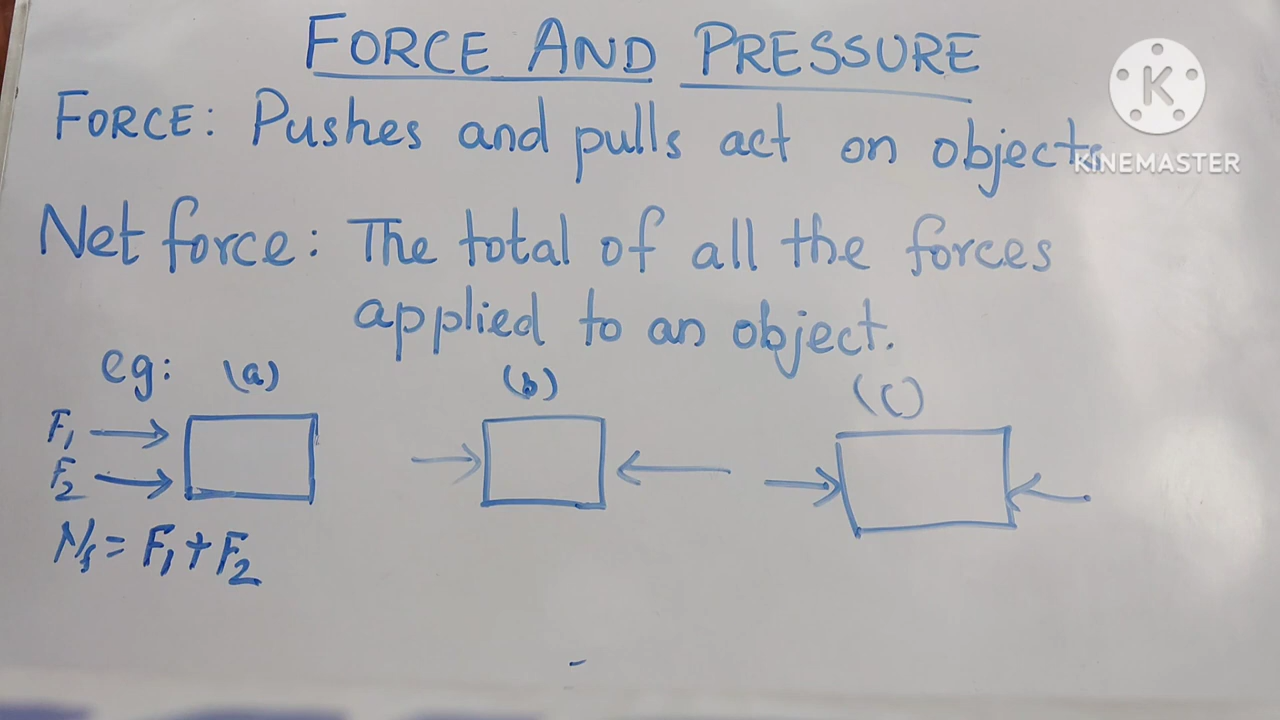 FORCE AND PRESSURE
K
FORCE: Pushes and pulls act on objects
KINEMASTER
Net force: The total of all the forces
applied to an object.
eg: (a) (b) (c)
F₁
F₂
Nf = F₁ + F₂